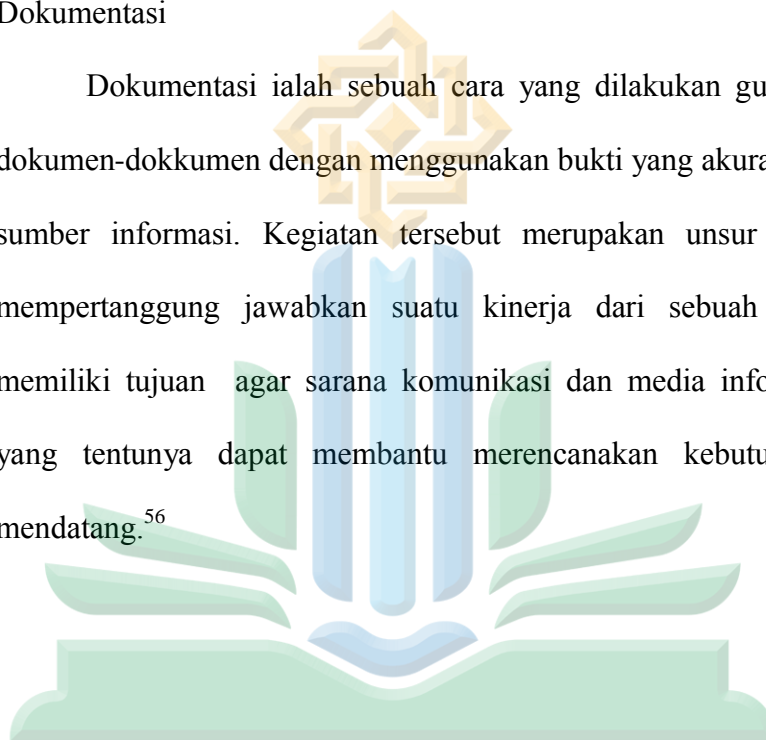 Dokumentasi
Dokumentasi ialah sebuah cara yang dilakukan gu
dokumen-dokkumen dengan menggunakan bukti yang akura
sumber informasi. Kegiatan tersebut merupakan unsur
mempertanggung jawabkan suatu kinerja dari sebuah
memiliki tujuan agar sarana komunikasi dan media info
yang tentunya dapat membantu merencanakan kebutu
mendatang.56